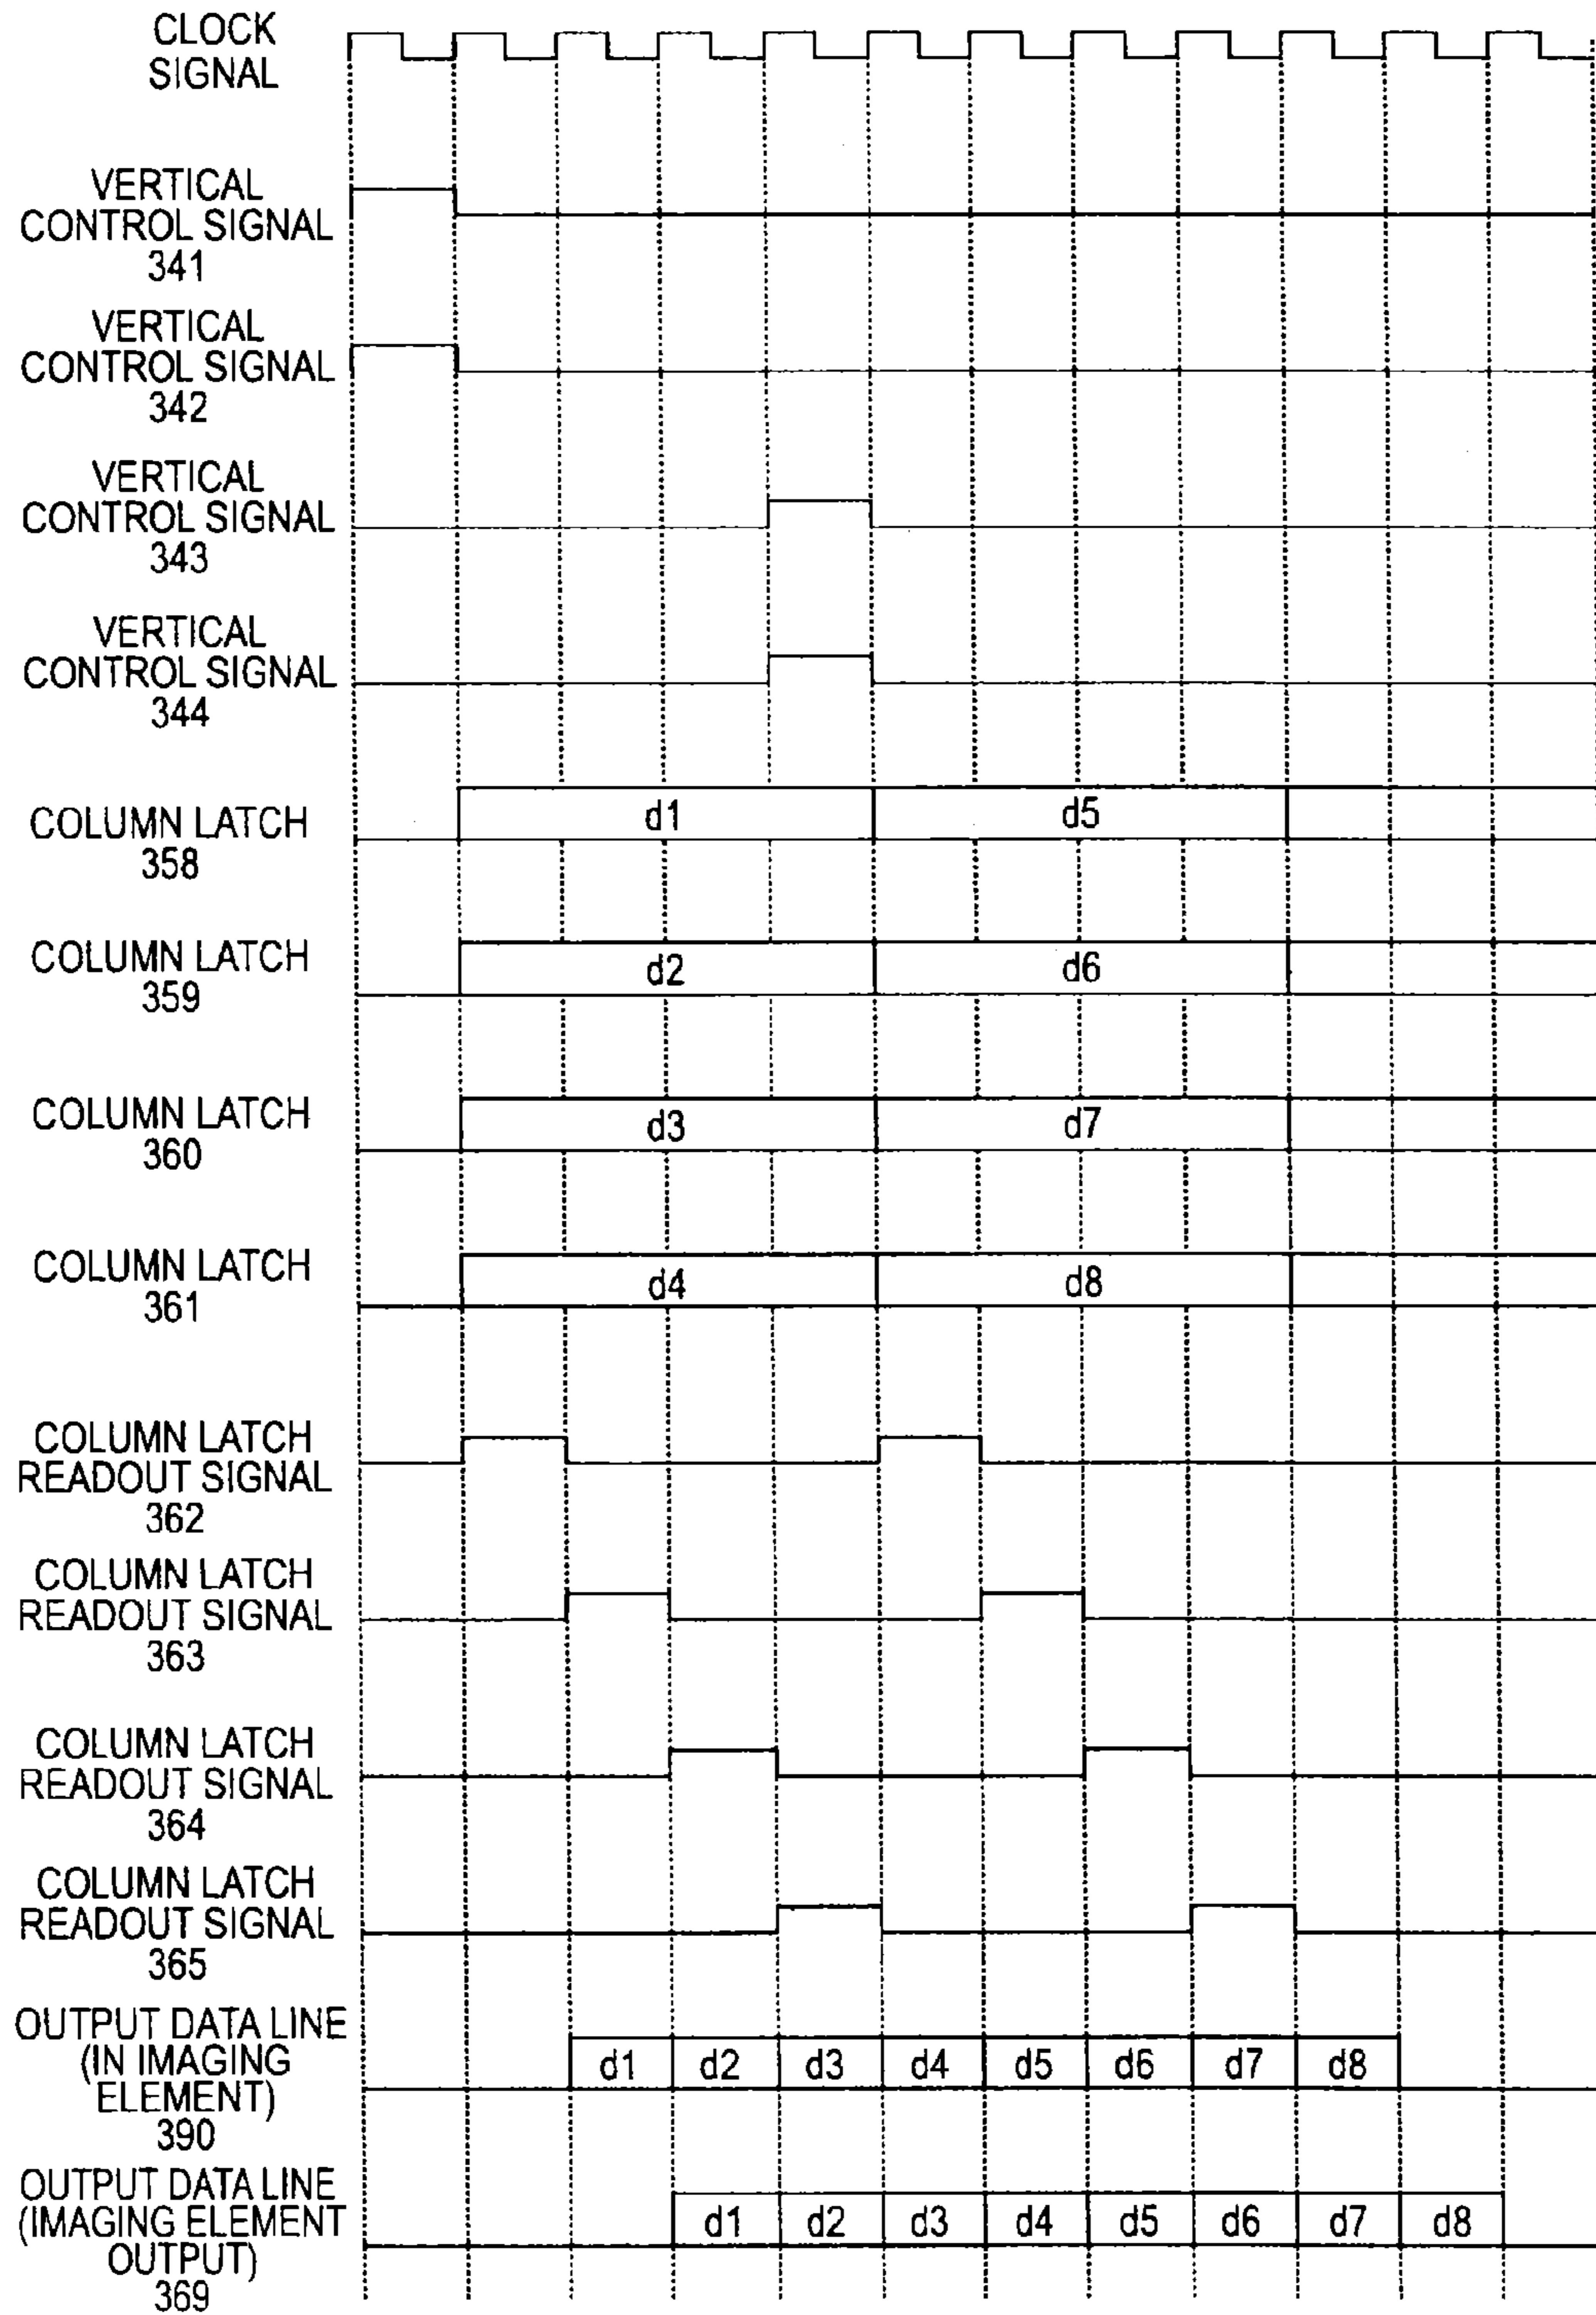 CLOCK
SIGNAL
VERTICAL
CONTROL SIGNAL
341
VERTICAL
CONTROL SIGNAL
342
VERTICAL
CONTROL SIGNAL
343
VERTICAL
CONTROL SIGNAL
344
COLUMN LATCH
358
d1 d5
COLUMN LATCH
359
d2 d6
COLUMN LATCH
360
d3 d7
COLUMN LATCH
361
d4 d8
COLUMN LATCH
READOUT SIGNAL
362
COLUMN LATCH
READOUT SIGNAL
363
COLUMN LATCH
READOUT SIGNAL
364
COLUMN LATCH
READOUT SIGNAL
365
OUTPUT DATA LINE
(IN IMAGING
ELEMENT)
390
d1 d2 d3 d4 d5 d6 d7 d8
OUTPUT DATA LINE
(IMAGING ELEMENT
OUTPUT)
369
d1 d2 d3 d4 d5 d6 d7 d8